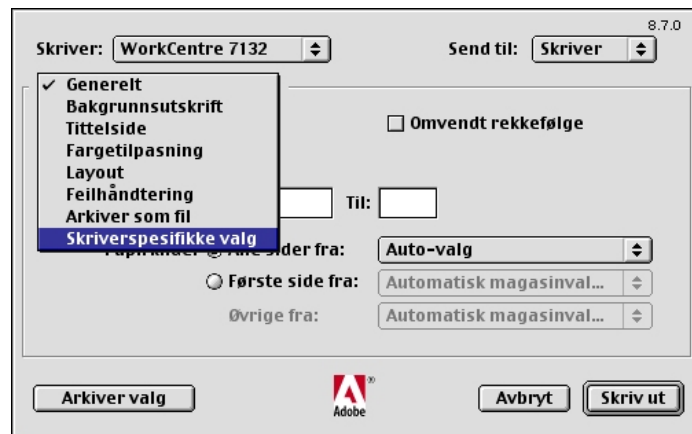 8.7.0
Skriver: WorkCentre 7132 Send til: Skriver
✓ Generelt
Bakgrunnsutskrift
Tittelside
Fargetilpasning
Layout
Feilhåndtering
Arkiver som fil
Skriverspesifikke valg
Omvendt rekkefølge
Til:
sider fra: Auto-valg
Første side fra: Automatisk magasinval...
Øvrige fra: Automatisk magasinval...
Arkiver valg Adobe ® Avbryt Skriv ut